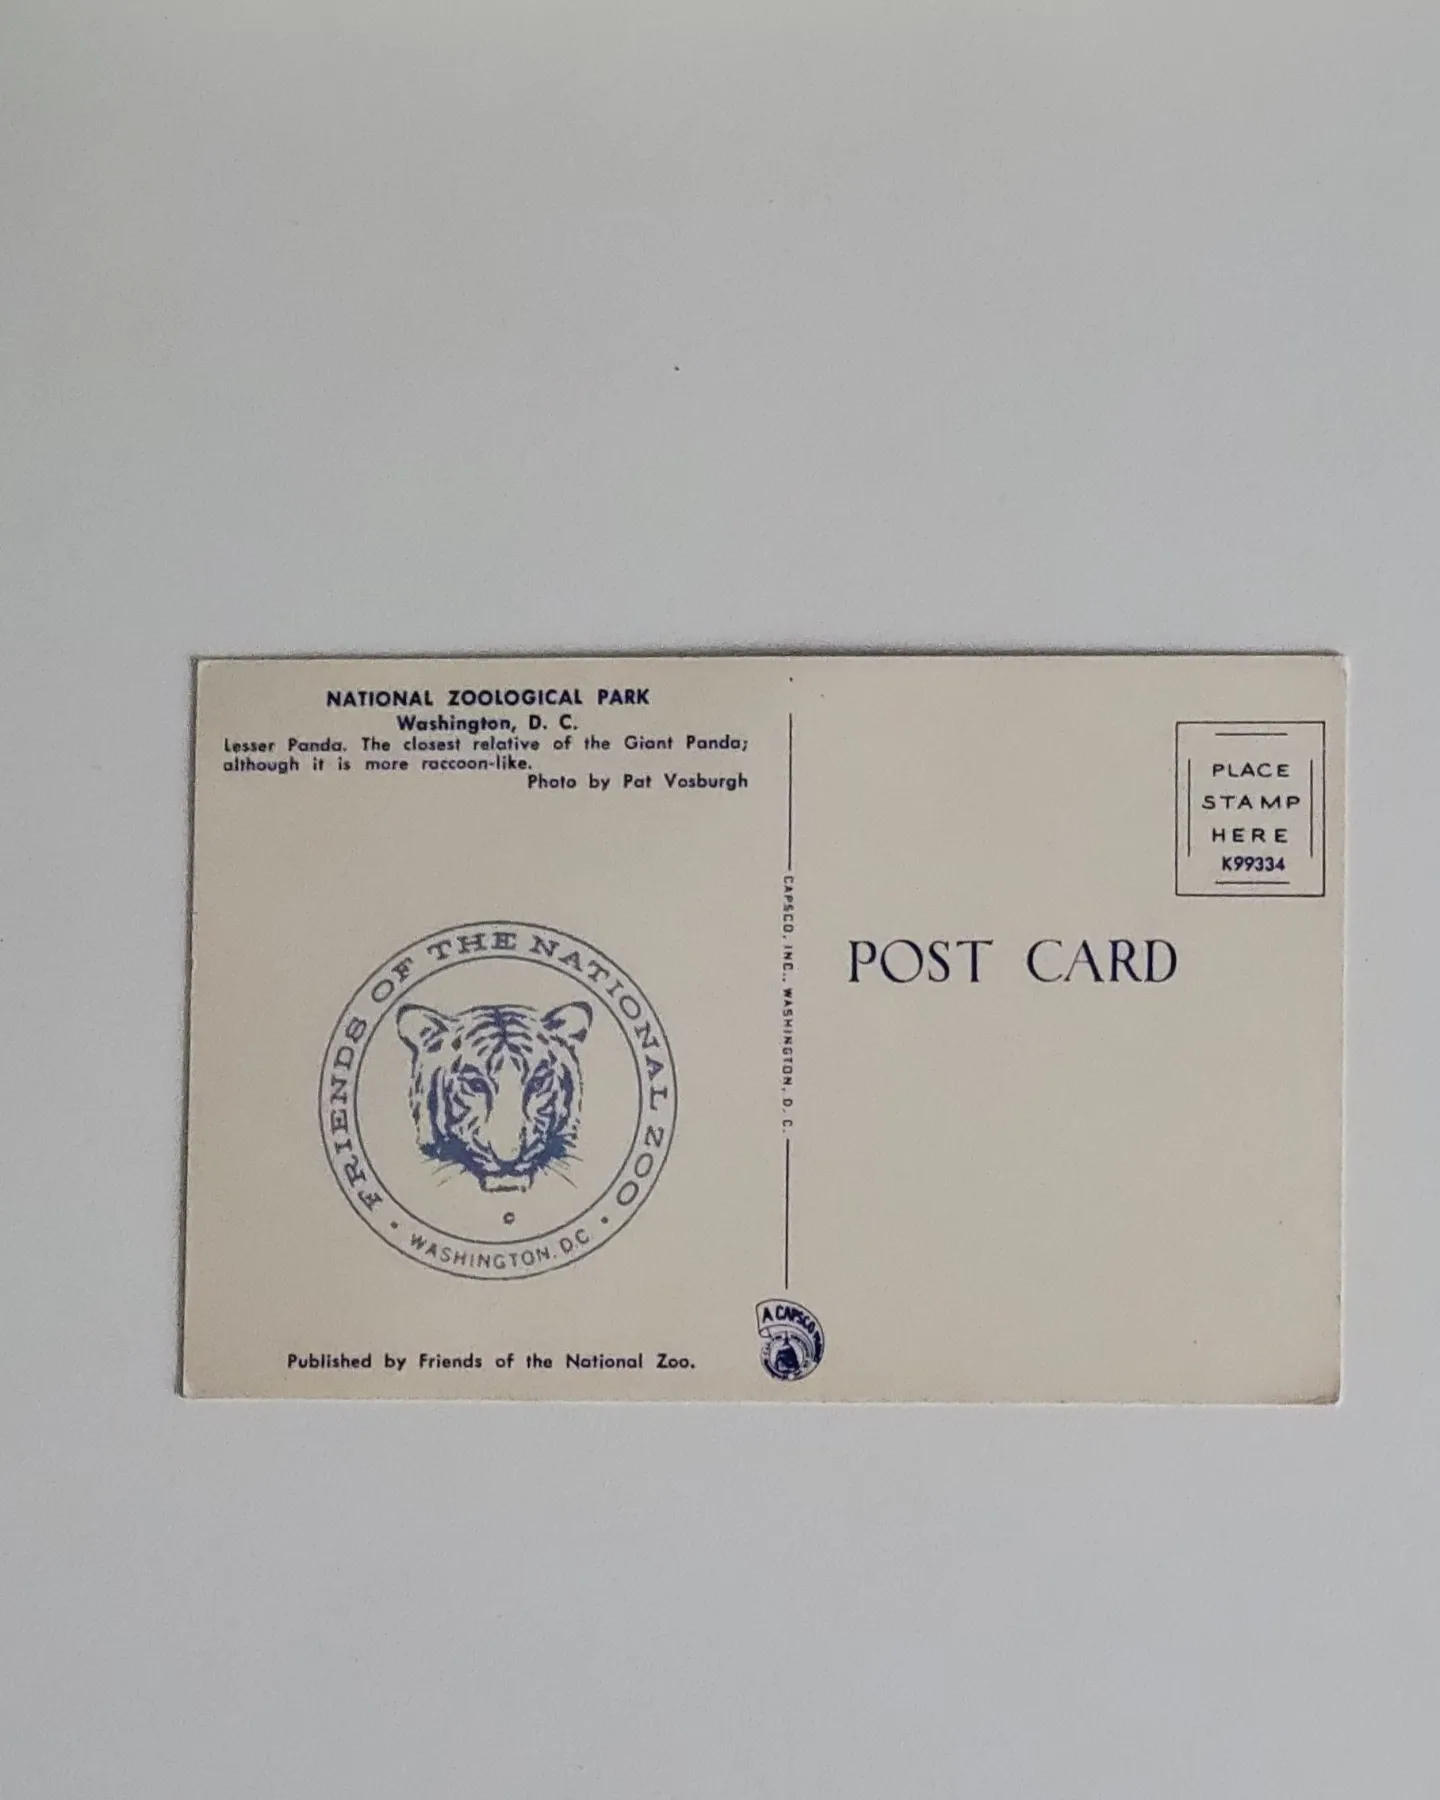 NATIONAL ZOOLOGICAL PARK
Washington, D. C.
Lesser Panda. The closest relative of the Giant Panda;
although it is more raccoon-like.
Photo by Pat Vosburgh
FRIENDS OF THE NATIONAL ZOO
©
• WASHINGTON, D.C. •
Published by Friends of the National Zoo.
CAPSCO, INC., WASHINGTON, D. C.
A CAPSCO
PLACE
STAMP
HERE
K99334
POST CARD